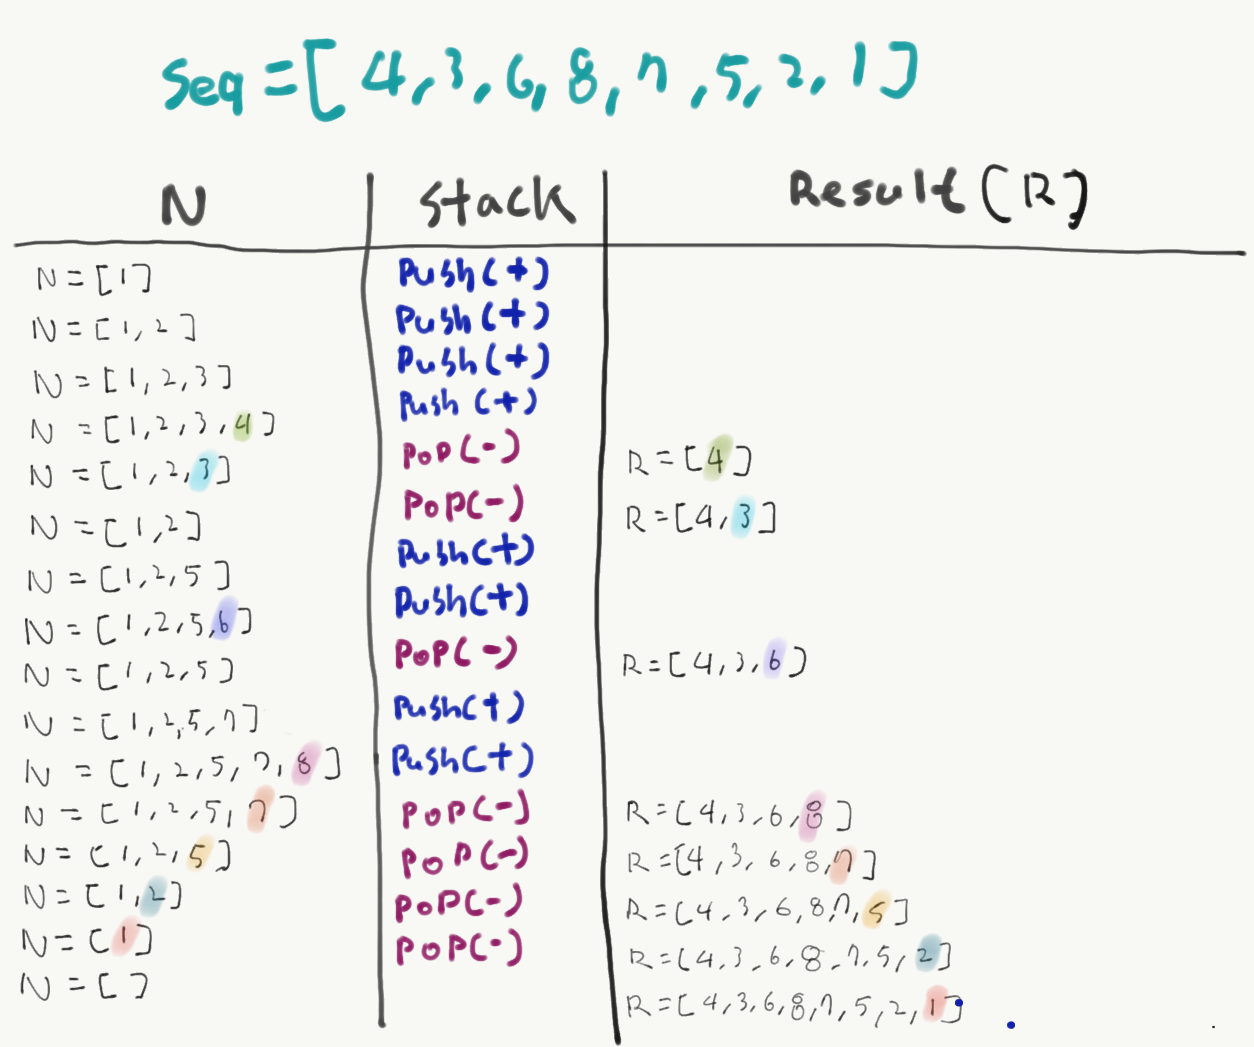 Seq = [ 4, 3, 6, 8, 7, 5, 2, 1 ]
N Stack Result (R)
N = [ 1 ] Push (+)
N = [ 1, 2 ] Push (+)
N = [ 1, 2, 3 ] Push (+)
N = [ 1, 2, 3, 4 ] Push (+)
N = [ 1, 2, 3 ] PoP (-) R = [ 4 ]
N = [ 1, 2 ] PoP (-) R = [ 4, 3 ]
N = [ 1, 2, 5 ] Push (+)
N = [ 1, 2, 5, 6 ] Push (+)
N = [ 1, 2, 5 ] PoP (-) R = [ 4, 3, 6 ]
N = [ 1, 2, 5, 7 ] Push (+)
N = [ 1, 2, 5, 7, 8 ] Push (+)
N = [ 1, 2, 5, 7 ] PoP (-) R = [ 4, 3, 6, 8 ]
N = [ 1, 2, 5 ] PoP (-) R = [ 4, 3, 6, 8, 7 ]
N = [ 1, 2 ] PoP (-) R = [ 4, 3, 6, 8, 7, 5 ]
N = [ 1 ] PoP (-) R = [ 4, 3, 6, 8, 7, 5, 2 ]
N = [ ] R = [ 4, 3, 6, 8, 7, 5, 2, 1 ]